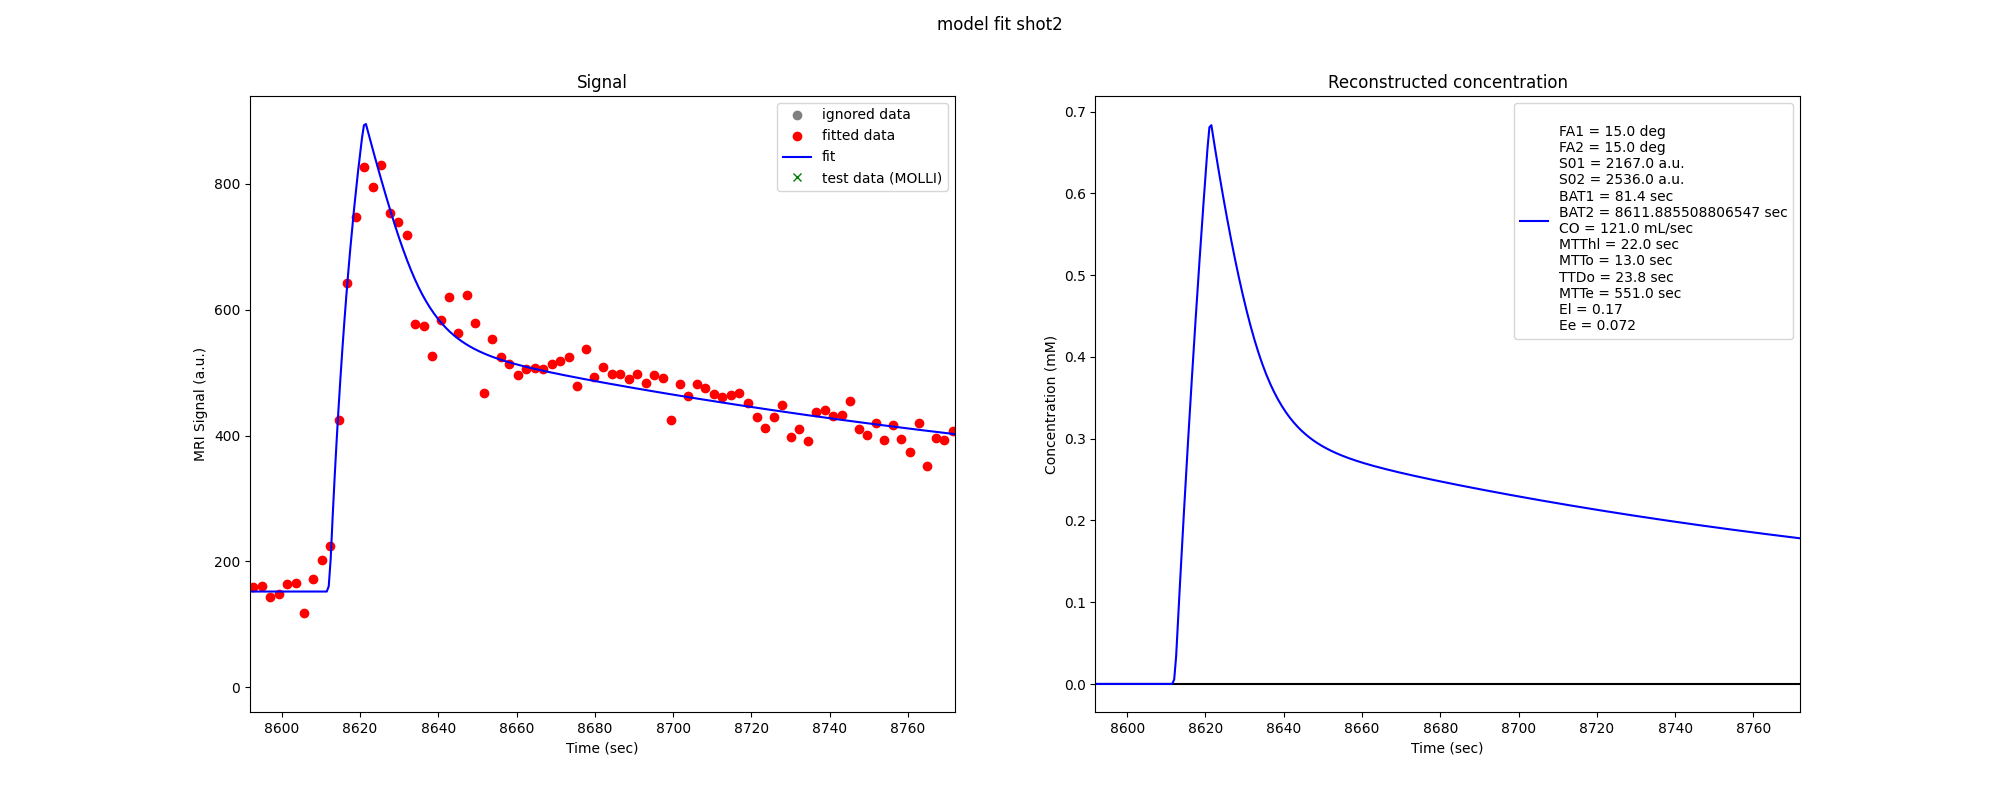 model fit shot2
Signal
MRI Signal (a.u.)
800
600
400
200
0
ignored data
fitted data
fit
test data (MOLLI)
8600 8620 8640 8660 8680 8700 8720 8740 8760
Time (sec)
Reconstructed concentration
Concentration (mM)
0.7
0.6
0.5
0.4
0.3
0.2
0.1
0.0
FA1 = 15.0 deg
FA2 = 15.0 deg
S01 = 2167.0 a.u.
S02 = 2536.0 a.u.
BAT1 = 81.4 sec
BAT2 = 8611.885508806547 sec
CO = 121.0 mL/sec
MTThl = 22.0 sec
MTTo = 13.0 sec
TTDo = 23.8 sec
MTTe = 551.0 sec
El = 0.17
Ee = 0.072
8600 8620 8640 8660 8680 8700 8720 8740 8760
Time (sec)